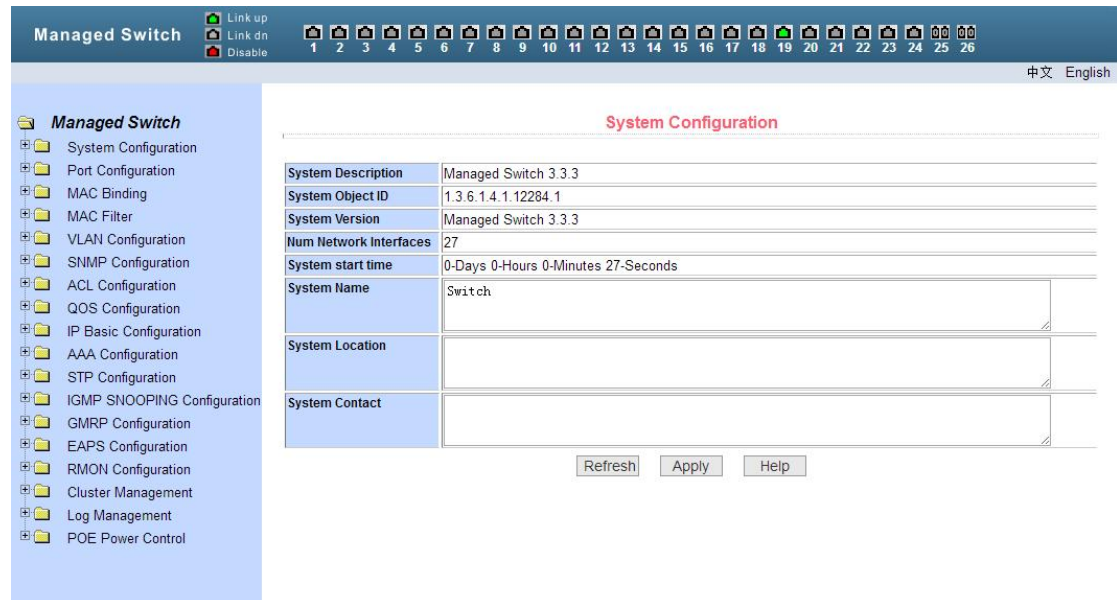 Managed Switch
Link up
Link dn
Disable
1 2 3 4 5 6 7 8 9 10 11 12 13 14 15 16 17 18 19 20 21 22 23 24 25 26
中文 English
Managed Switch
System Configuration
Port Configuration
MAC Binding
MAC Filter
VLAN Configuration
SNMP Configuration
ACL Configuration
QOS Configuration
IP Basic Configuration
AAA Configuration
STP Configuration
IGMP SNOOPING Configuration
GMRP Configuration
EAPS Configuration
RMON Configuration
Cluster Management
Log Management
POE Power Control
System Configuration
System Description Managed Switch 3.3.3
System Object ID 1.3.6.1.4.1.12284.1
System Version Managed Switch 3.3.3
Num Network Interfaces 27
System start time 0-Days 0-Hours 0-Minutes 27-Seconds
System Name Switch
System Location
System Contact
Refresh Apply Help